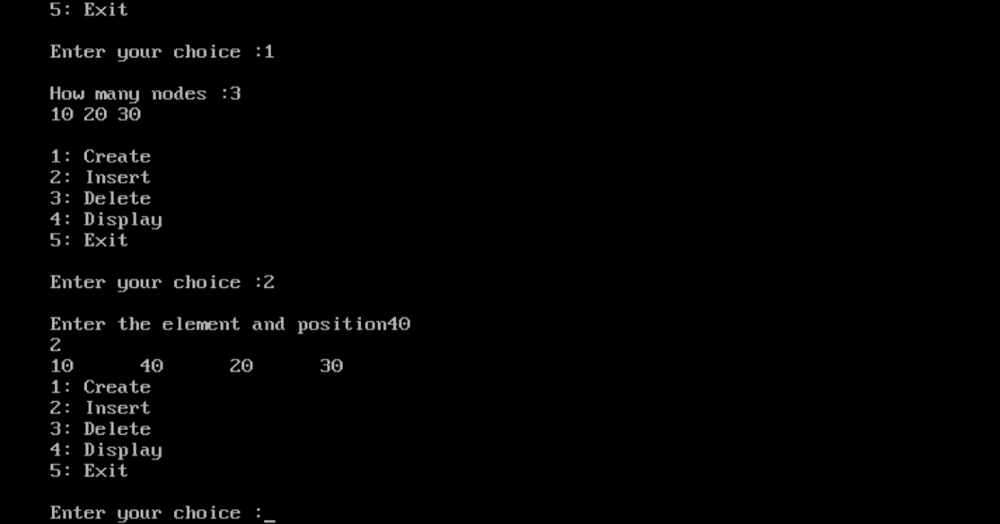 5: Exit
Enter your choice :1
How many nodes :3
10 20 30
1: Create
2: Insert
3: Delete
4: Display
5: Exit
Enter your choice :2
Enter the element and position40
2
10 40 20 30
1: Create
2: Insert
3: Delete
4: Display
5: Exit
Enter your choice :_